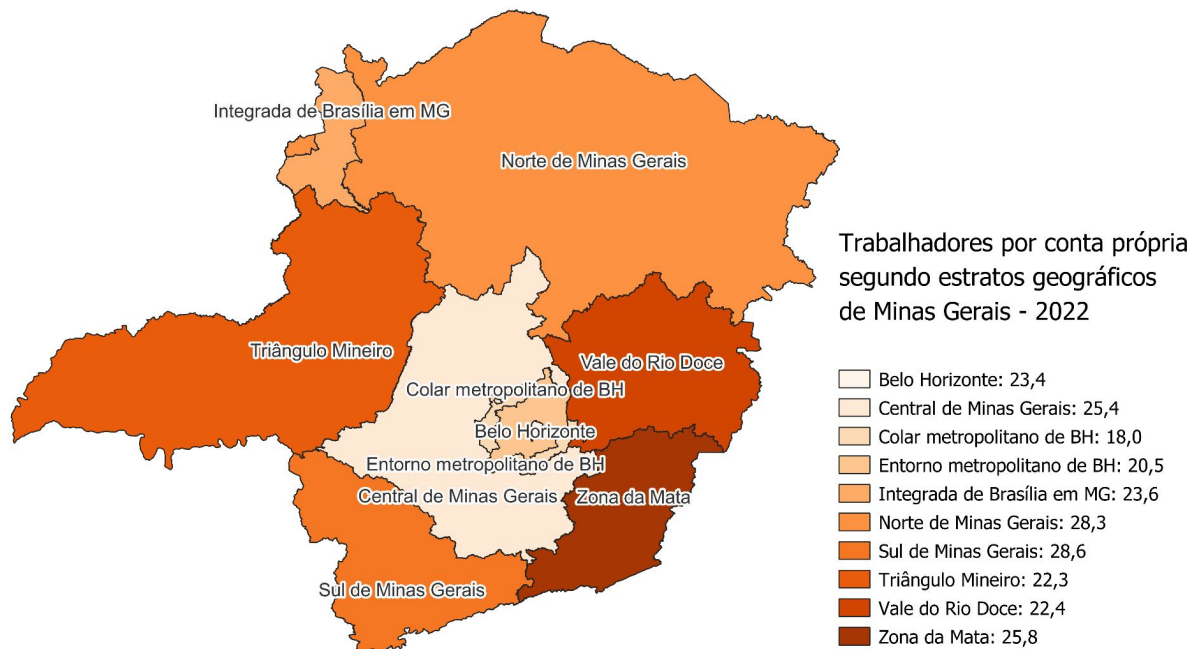 Integrada de Brasília em MG
Norte de Minas Gerais
Triângulo Mineiro
Vale do Rio Doce
Colar metropolitano de BH
Belo Horizonte
Entorno metropolitano de BH
Central de Minas Gerais
Zona da Mata
Sul de Minas Gerais
Trabalhadores por conta própria
segundo estratos geográficos
de Minas Gerais - 2022
Belo Horizonte: 23,4
Central de Minas Gerais: 25,4
Colar metropolitano de BH: 18,0
Entorno metropolitano de BH: 20,5
Integrada de Brasília em MG: 23,6
Norte de Minas Gerais: 28,3
Sul de Minas Gerais: 28,6
Triângulo Mineiro: 22,3
Vale do Rio Doce: 22,4
Zona da Mata: 25,8